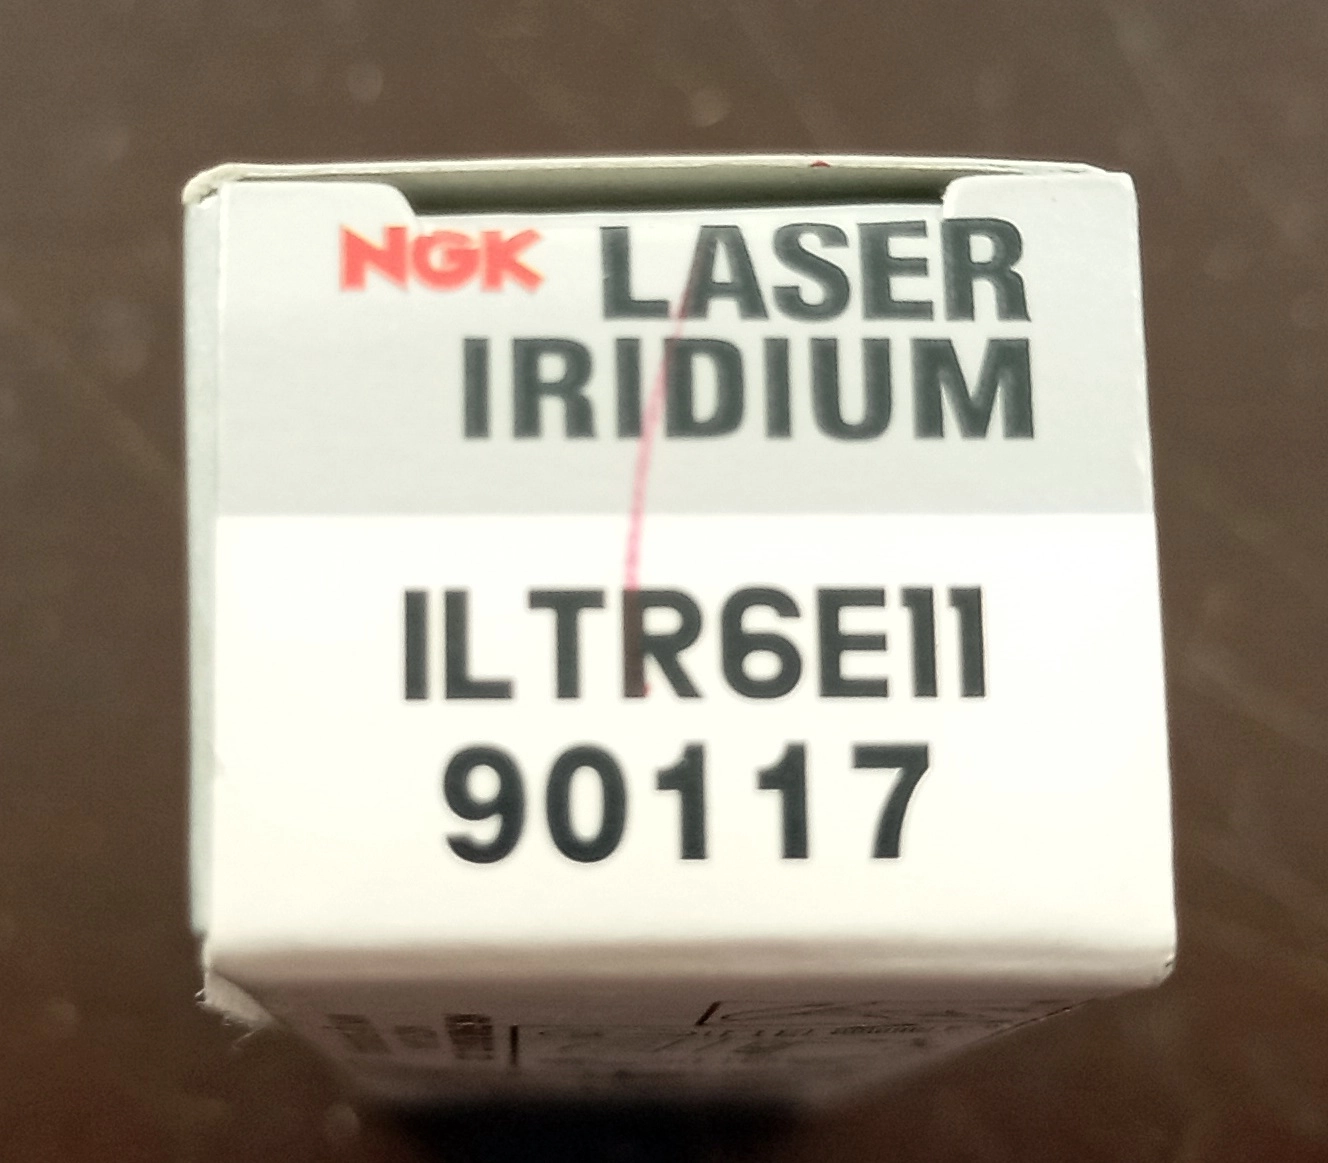 NGK LASER
IRIDIUM
ILTR6E11
90117